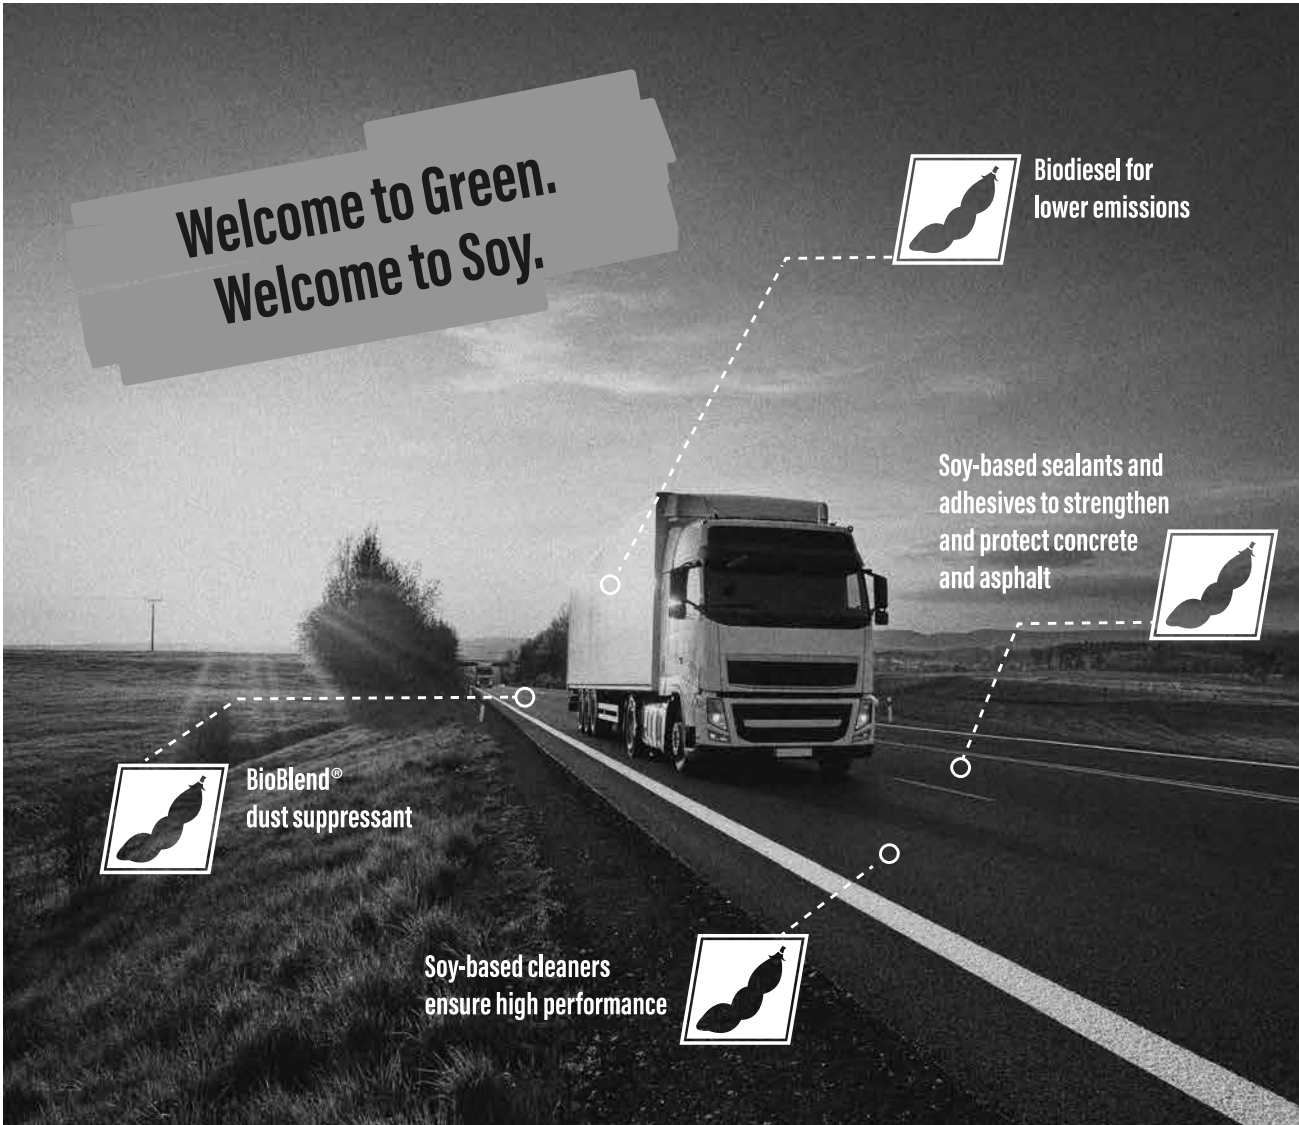 Welcome to Green.
Welcome to Soy.
Biodiesel for
lower emissions
Soy-based sealants and
adhesives to strengthen
and protect concrete
and asphalt
BioBlend®
dust suppressant
Soy-based cleaners
ensure high performance